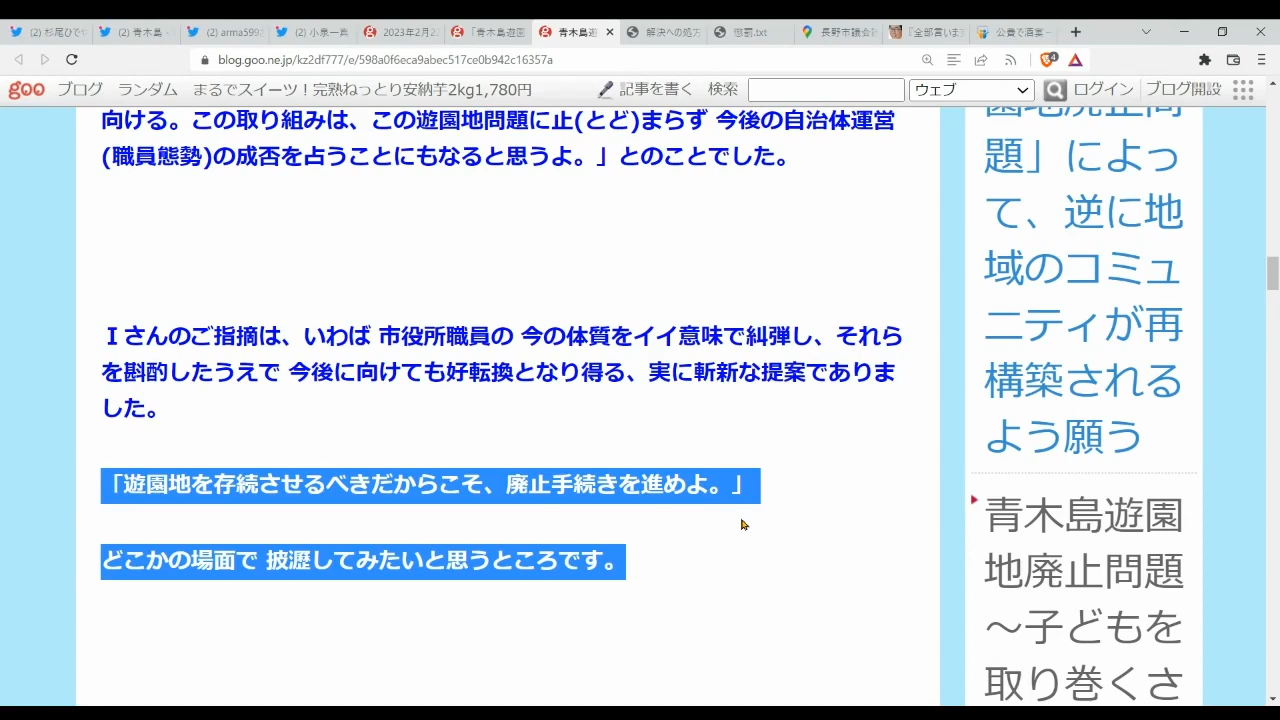 (2) 杉尾ひでや
(2) 青木島
(2) arma599
(2) 小泉一真
2023年2月2
「青木島遊園
青木島遊
解決への処方
懲罰.txt
長野市議会
「全部言いま
公費で酒宴
blog.goo.ne.jp/kz2df777/e/598a0f6eca9abec517ce0b942c16357a
goo ブログ ランダム まるでスイーツ！完熟ねっとり安納芋2kg1,780円 記事を書く 検索 ウェブ ログイン ブログ開設
向ける。この取り組みは、この遊園地問題に止(とど)まらず 今後の自治体運営
(職員態勢)の成否を占うことにもなると思うよ。」とのことでした。
Ｉさんのご指摘は、いわば 市役所職員の 今の体質をイイ意味で糾弾し、それら
を斟酌したうえで 今後に向けても好転換となり得る、実に斬新な提案でありま
した。
「遊園地を存続させるべきだからこそ、廃止手続きを進めよ。」
どこかの場面で 披瀝してみたいと思うところです。
園地廃止問
題」によっ
て、逆に地
域のコミュ
ニティが再
構築される
よう願う
青木島遊園
地廃止問題
～子どもを
取り巻くさ